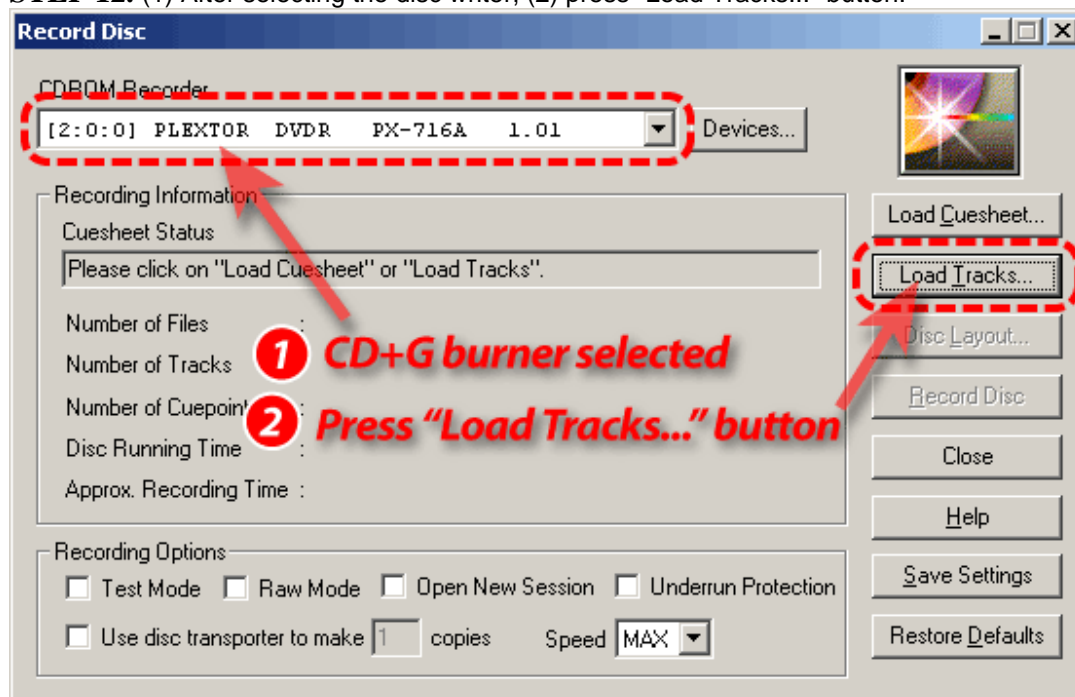 STEP 12. (1) After selecting the disc writer, (2) press "Load Tracks..." button.
Record Disc
CDROM Recorder
[2:0:0] PLEXTOR DVDR PX-716A 1.01
Devices...
Recording Information
Cuesheet Status
Please click on "Load Cuesheet" or "Load Tracks".
Number of Files :
Number of Tracks
Number of Cuepoint :
Disc Running Time :
Approx. Recording Time :
1 CD+G burner selected
2 Press “Load Tracks...” button
Load Cuesheet...
Load Tracks...
Disc Layout...
Record Disc
Close
Help
Save Settings
Restore Defaults
Recording Options
Test Mode Raw Mode Open New Session Underrun Protection
Use disc transporter to make 1 copies Speed MAX